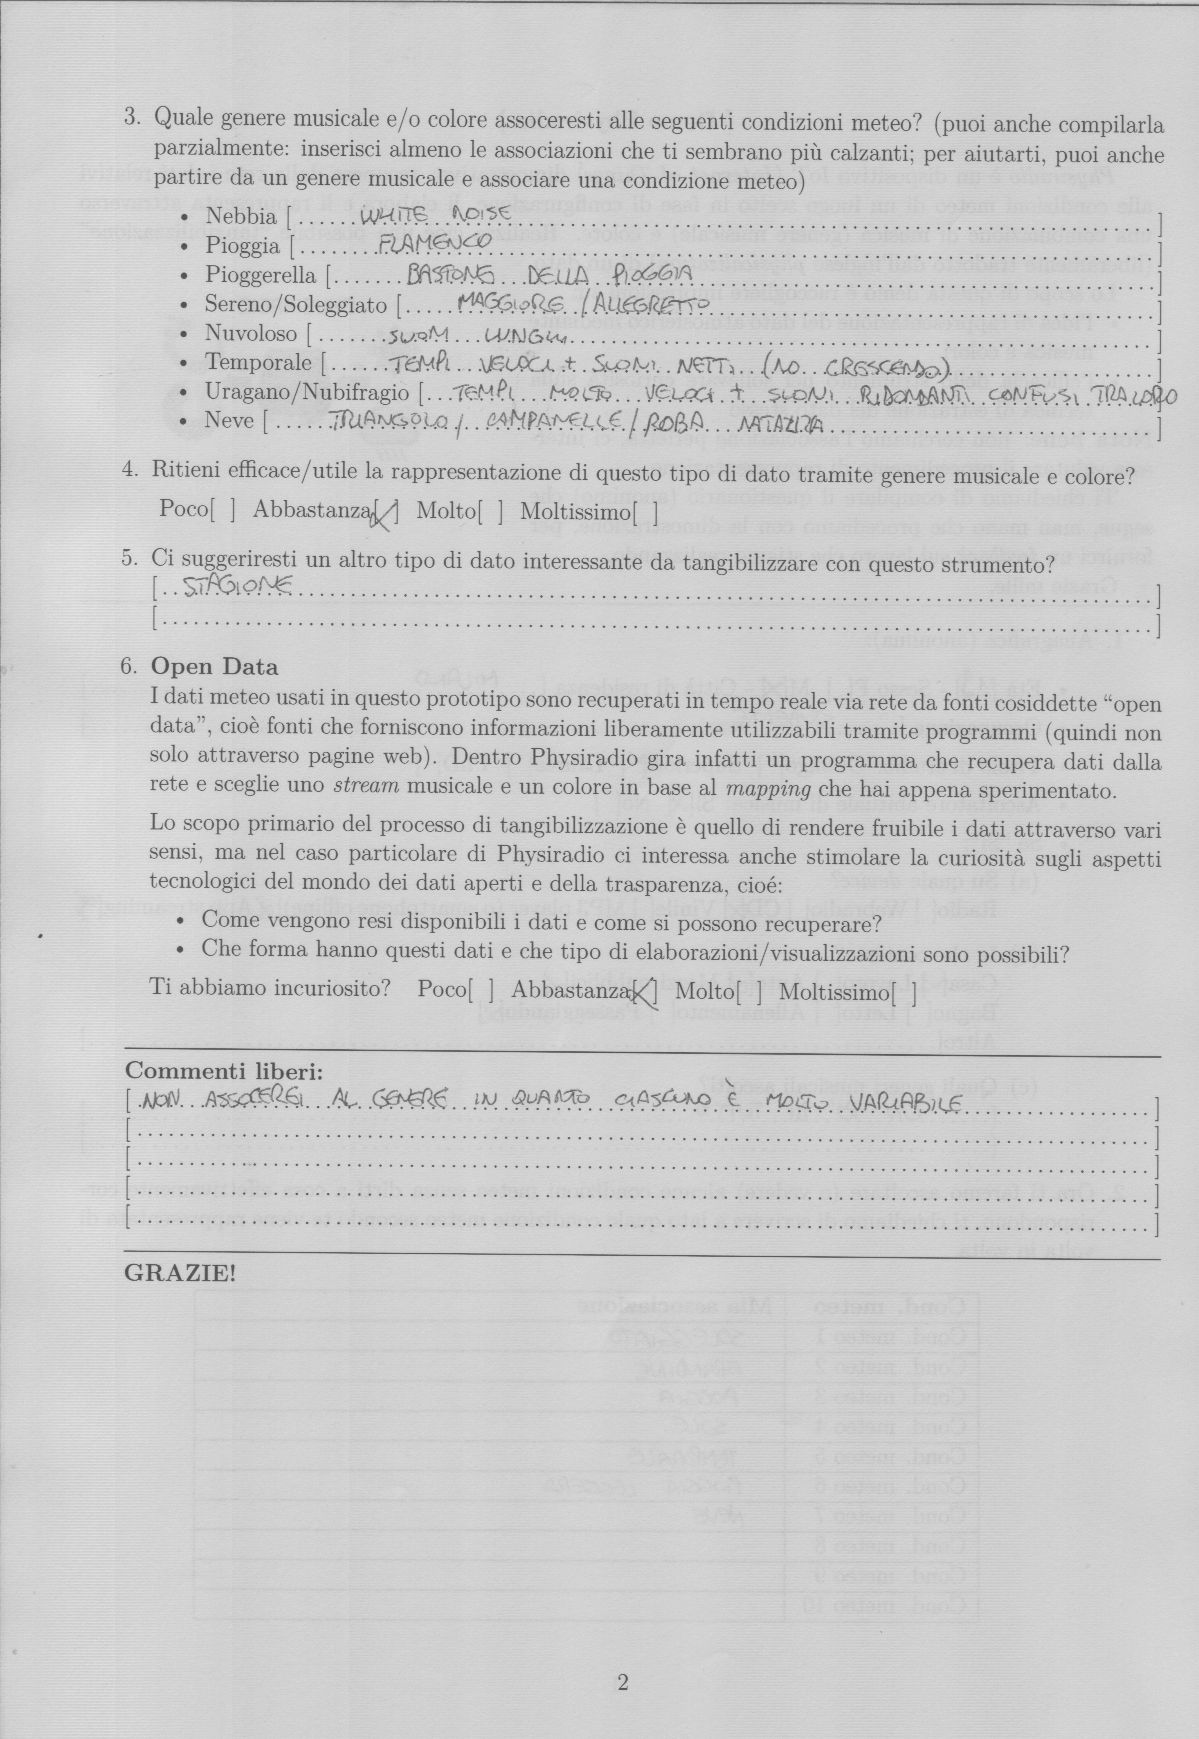 3. Quale genere musicale e/o colore assoceresti alle seguenti condizioni meteo? (puoi anche compilarla
parzialmente: inserisci almeno le associazioni che ti sembrano più calzanti; per aiutarti, puoi anche
partire da un genere musicale e associare una condizione meteo)
• Nebbia [ WHITE NOISE ]
• Pioggia [ FLAMENCO ]
• Pioggerella [ BASTONE DELLA PIOGGIA ]
• Sereno/Soleggiato [ MAGGIORE / ALLEGRETTO ]
• Nuvoloso [ SUONI LUNGHI ]
• Temporale [ TEMPI VELOCI + SUONI NETTI (NO CRESCENDO) ]
• Uragano/Nubifragio [ TEMPI MOLTO VELOCI + SUONI RIDONDANTI CONFUSI TRA LORO ]
• Neve [ TRIANGOLO / CAMPANELLE / ROBA NATALIZIA ]
4. Ritieni efficace/utile la rappresentazione di questo tipo di dato tramite genere musicale e colore?
Poco[ ] Abbastanza[X] Molto[ ] Moltissimo[ ]
5. Ci suggeriresti un altro tipo di dato interessante da tangibilizzare con questo strumento?
[ STAGIONE ]
[ ]
6. Open Data
I dati meteo usati in questo prototipo sono recuperati in tempo reale via rete da fonti cosiddette “open
data”, cioè fonti che forniscono informazioni liberamente utilizzabili tramite programmi (quindi non
solo attraverso pagine web). Dentro Physiradio gira infatti un programma che recupera dati dalla
rete e sceglie uno stream musicale e un colore in base al mapping che hai appena sperimentato.
Lo scopo primario del processo di tangibilizzazione è quello di rendere fruibile i dati attraverso vari
sensi, ma nel caso particolare di Physiradio ci interessa anche stimolare la curiosità sugli aspetti
tecnologici del mondo dei dati aperti e della trasparenza, cioé:
• Come vengono resi disponibili i dati e come si possono recuperare?
• Che forma hanno questi dati e che tipo di elaborazioni/visualizzazioni sono possibili?
Ti abbiamo incuriosito? Poco[ ] Abbastanza[X] Molto[ ] Moltissimo[ ]
Commenti liberi:
[ NON ASSOCEREI AL GENERE IN QUANTO CIASCUNO È MOLTO VARIABILE ]
[ ]
[ ]
[ ]
[ ]
GRAZIE!
2